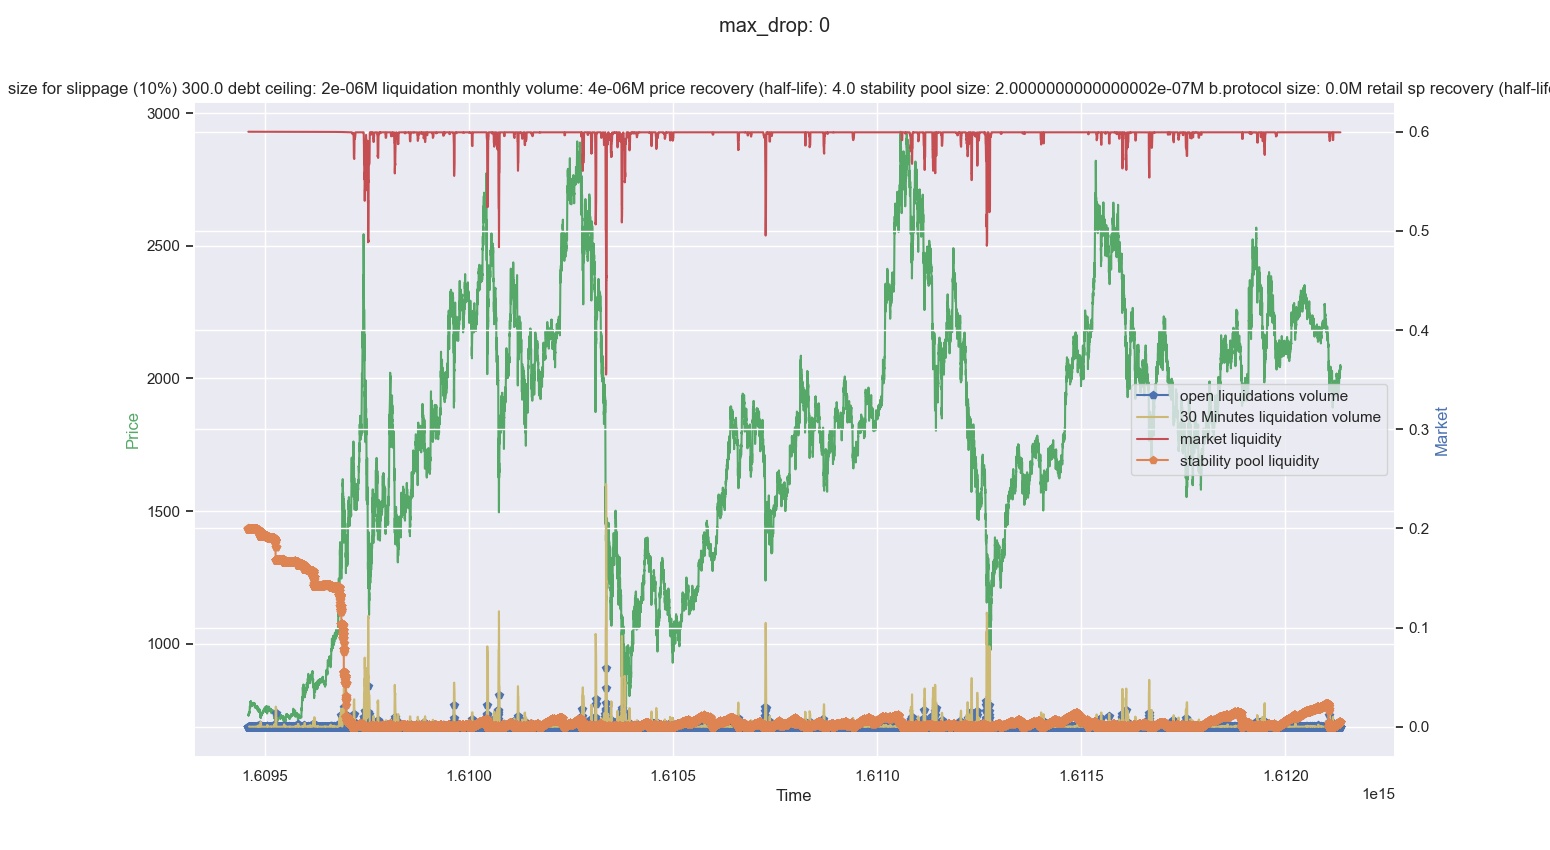 max_drop: 0
size for slippage (10%) 300.0 debt ceiling: 2e-06M liquidation monthly volume: 4e-06M price recovery (half-life): 4.0 stability pool size: 2.0000000000000002e-07M b.protocol size: 0.0M retail sp recovery (half-life
3000
2500
2000
1500
1000
Price
0.6
0.5
0.4
0.3
0.2
0.1
0.0
Market
open liquidations volume
30 Minutes liquidation volume
market liquidity
stability pool liquidity
1.6095 1.6100 1.6105 1.6110 1.6115 1.6120
Time
1e15